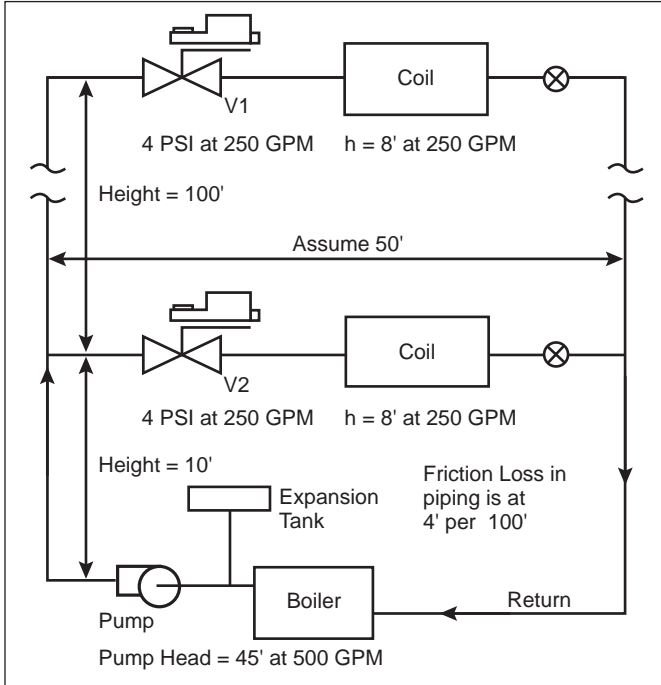 Coil
V1
4 PSI at 250 GPM
h = 8' at 250 GPM
Height = 100'
Assume 50'
Coil
V2
4 PSI at 250 GPM
h = 8' at 250 GPM
Height = 10'
Expansion
Tank
Friction Loss in
piping is at
4' per 100'
Boiler
Return
Pump
Pump Head = 45' at 500 GPM